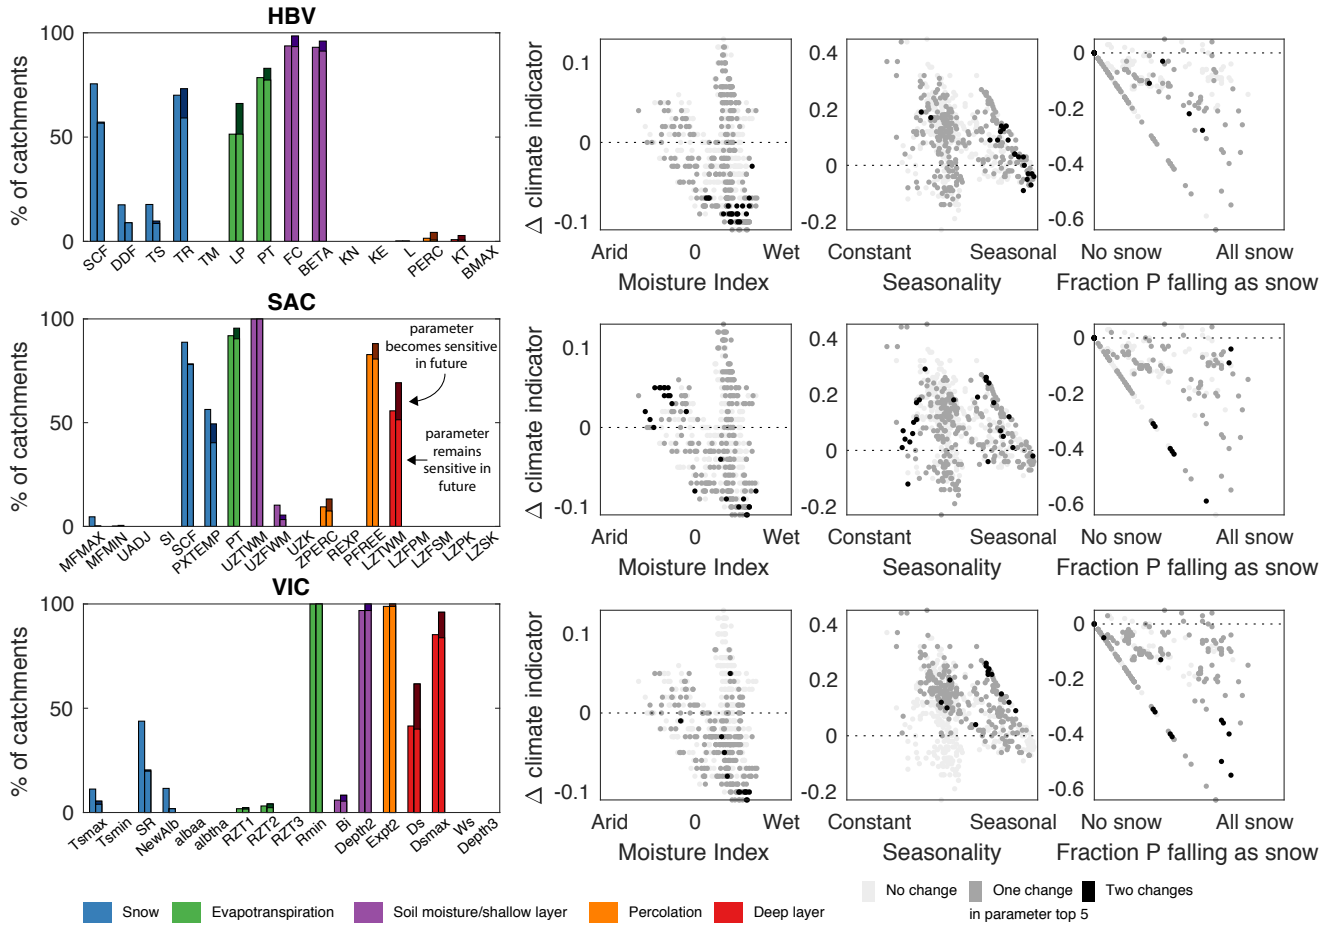 HBV
100
50
0
% of catchments
SCF
DDF
TS
TR
TM
LP
PT
FC
BETA
KN
KE
L
PERC
KT
BMAX
0.1
0
-0.1
Δ climate indicator
Arid
0
Wet
Moisture Index
0.4
0.2
0
-0.2
Constant
Seasonal
Seasonality
0
-0.2
-0.4
-0.6
No snow
All snow
Fraction P falling as snow
SAC
100
50
0
% of catchments
parameter
becomes sensitive
in future
parameter
remains
sensitive in
future
MFMAX
MFMIN
UADJ
SI
SCF
PXTEMP
PT
UZTWM
UZFWM
UZK
ZPERC
REXP
PFREE
LZTWM
LZFPM
LZFSM
LZPK
LZSK
0.1
0
-0.1
Δ climate indicator
Arid
0
Wet
Moisture Index
0.4
0.2
0
-0.2
Constant
Seasonal
Seasonality
0
-0.2
-0.4
-0.6
No snow
All snow
Fraction P falling as snow
VIC
100
50
0
% of catchments
Tsmax
Tsmin
SR
NewAlb
albaa
albtha
RZT1
RZT2
RZT3
Rmin
Bi
Depth2
Expt2
Ds
Dsmax
Ws
Depth3
0.1
0
-0.1
Δ climate indicator
Arid
0
Wet
Moisture Index
0.4
0.2
0
-0.2
Constant
Seasonal
Seasonality
0
-0.2
-0.4
-0.6
No snow
All snow
Fraction P falling as snow
Snow
Evapotranspiration
Soil moisture/shallow layer
Percolation
Deep layer
No change
One change
Two changes
in parameter top 5